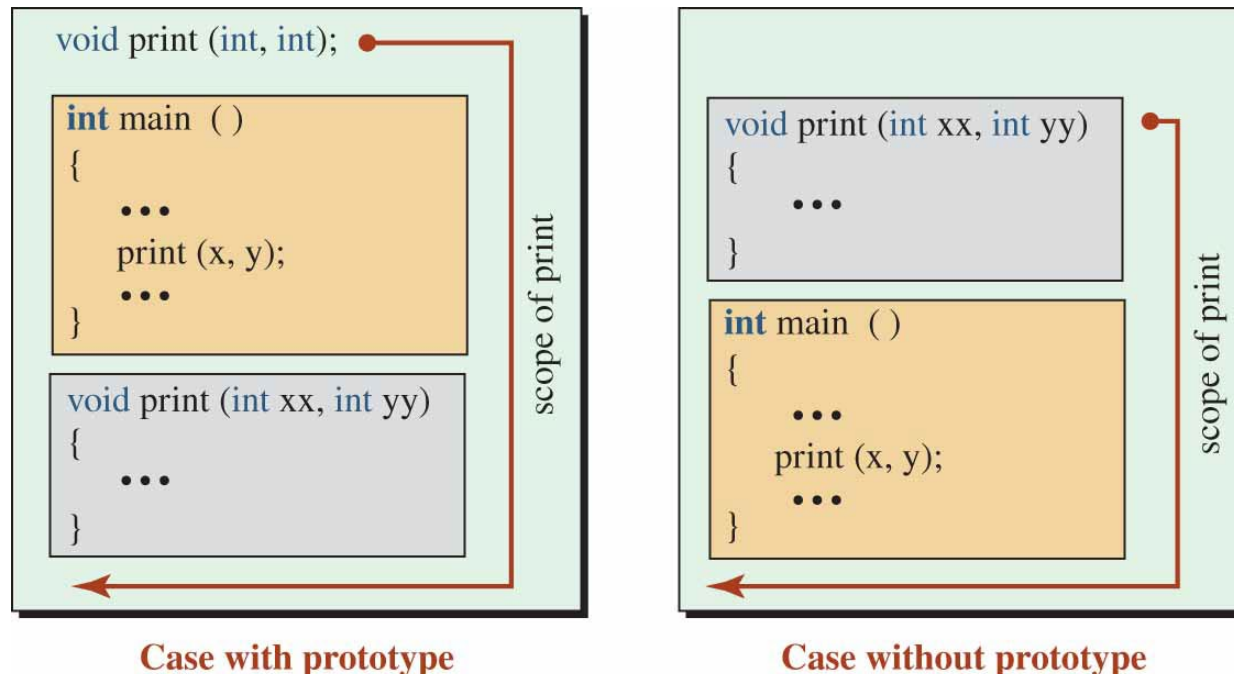 void print (int, int);
int main ( )
{
•••
print (x, y);
•••
}
void print (int xx, int yy)
{
•••
}
scope of print
Case with prototype
void print (int xx, int yy)
{
•••
}
int main ( )
{
•••
print (x, y);
•••
}
scope of print
Case without prototype